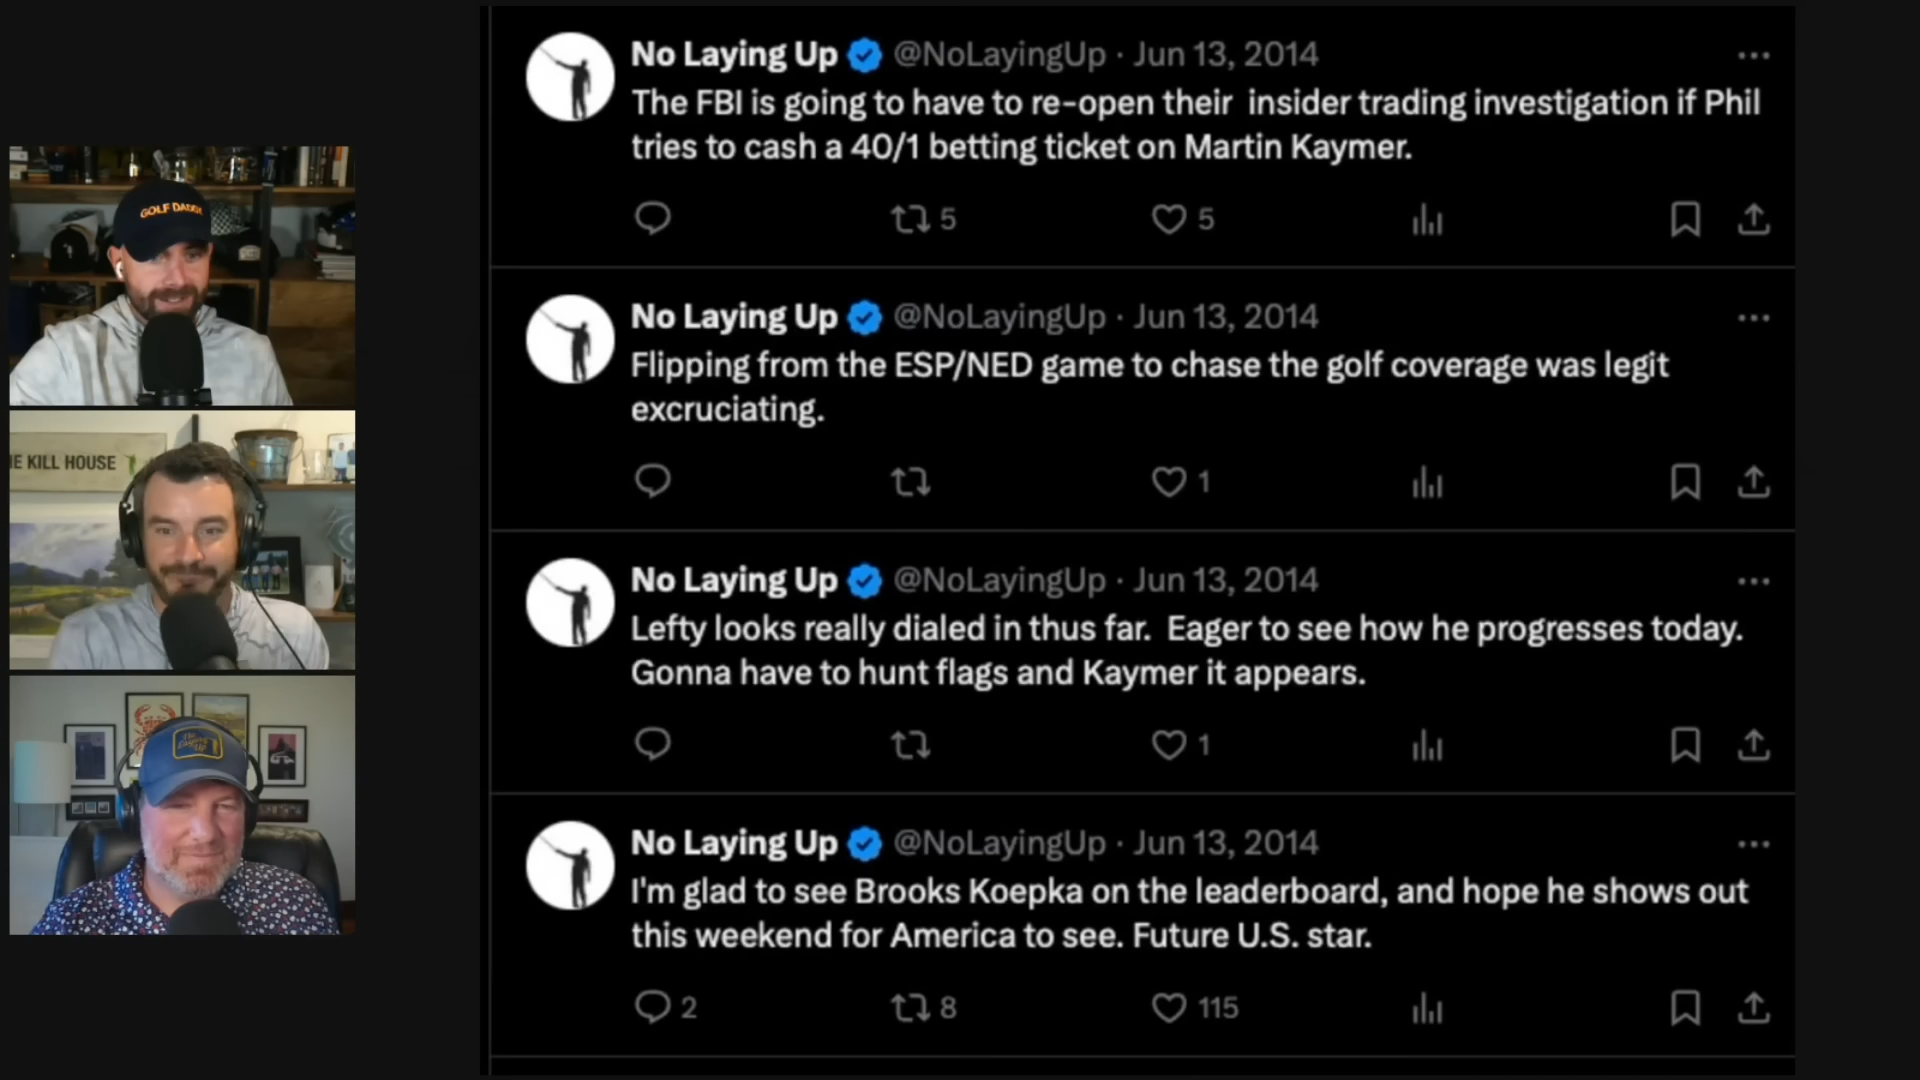 GOLF DADDY
E KILL HOUSE
No Laying Up
No Laying Up @NoLayingUp · Jun 13, 2014
The FBI is going to have to re-open their insider trading investigation if Phil
tries to cash a 40/1 betting ticket on Martin Kaymer.
5 5
No Laying Up @NoLayingUp · Jun 13, 2014
Flipping from the ESP/NED game to chase the golf coverage was legit
excruciating.
1
No Laying Up @NoLayingUp · Jun 13, 2014
Lefty looks really dialed in thus far. Eager to see how he progresses today.
Gonna have to hunt flags and Kaymer it appears.
1
No Laying Up @NoLayingUp · Jun 13, 2014
I'm glad to see Brooks Koepka on the leaderboard, and hope he shows out
this weekend for America to see. Future U.S. star.
2 8 115